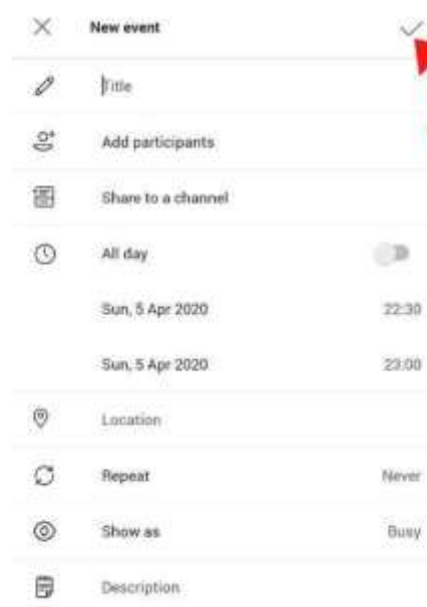 New event
Title
Add participants
Share to a channel
All day
Sun, 5 Apr 2020 22:30
Sun, 5 Apr 2020 23:00
Location
Repeat Never
Show as Busy
Description